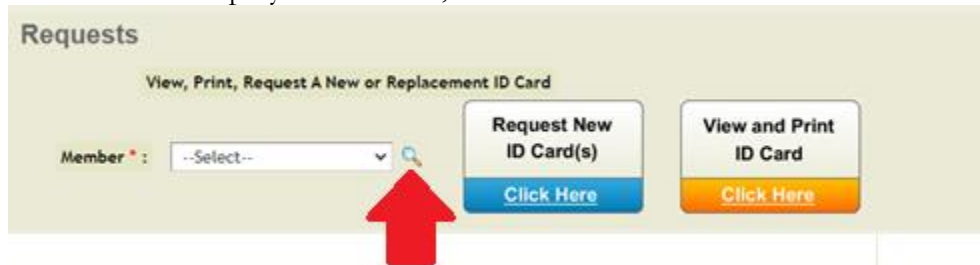 Requests
View, Print, Request A New or Replacement ID Card
Member * : --Select--
Request New
ID Card(s)
Click Here
View and Print
ID Card
Click Here